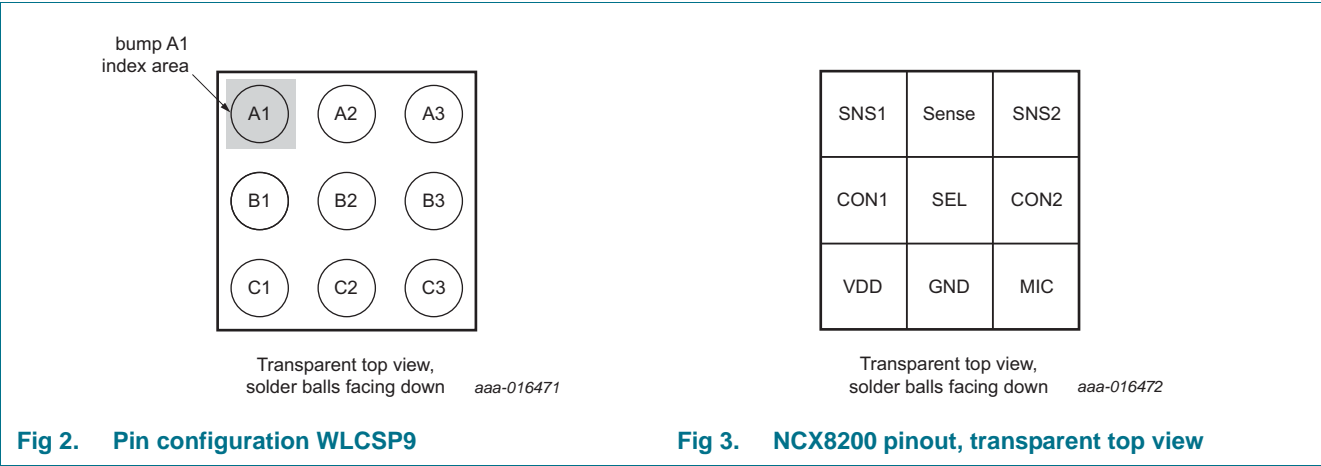 bump A1
index area
A1 A2 A3
B1 B2 B3
C1 C2 C3
Transparent top view,
solder balls facing down aaa-016471
Fig 2. Pin configuration WLCSP9
SNS1 Sense SNS2
CON1 SEL CON2
VDD GND MIC
Transparent top view,
solder balls facing down aaa-016472
Fig 3. NCX8200 pinout, transparent top view